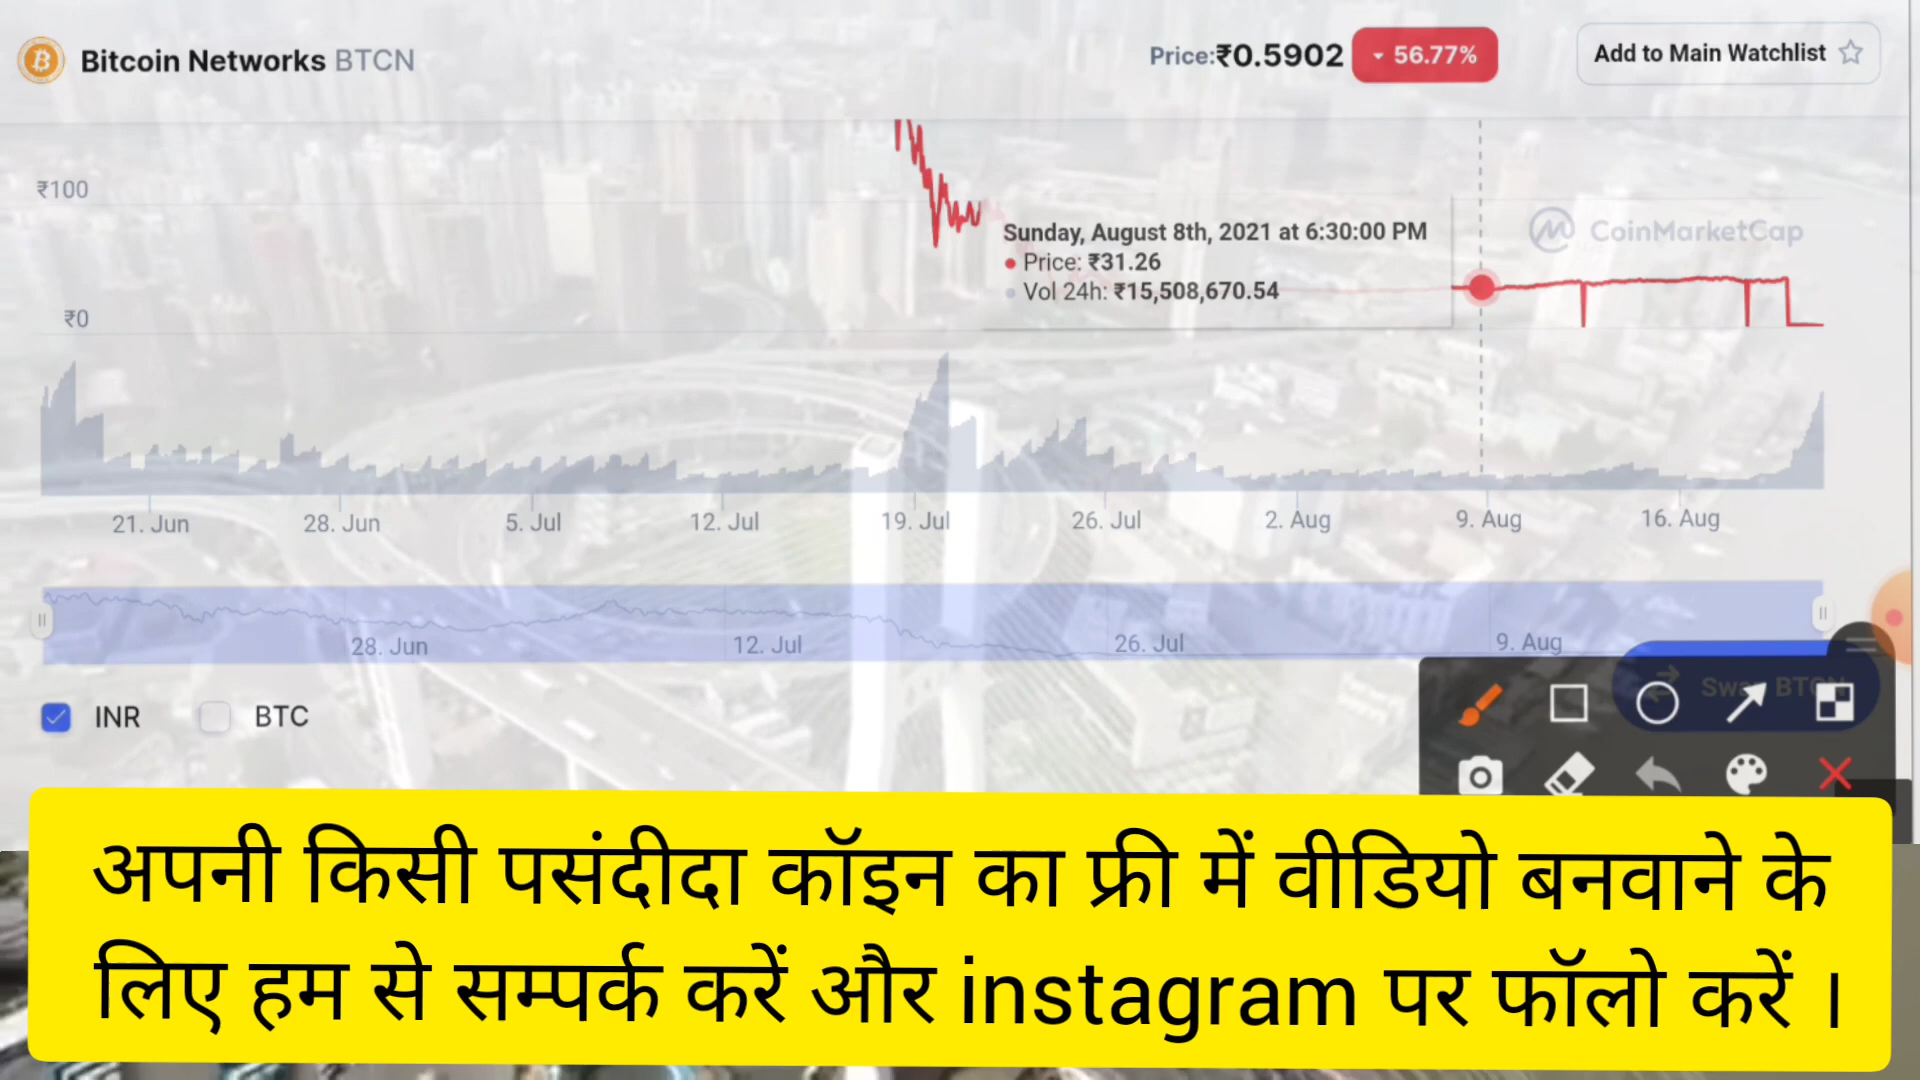 Bitcoin Networks BTCN
Price:₹0.5902 56.77% Add to Main Watchlist
₹100
Sunday, August 8th, 2021 at 6:30:00 PM
CoinMarketCap
Price: ₹31.26
Vol 24h: ₹15,508,670.54
₹0
21. Jun 28. Jun 5. Jul 12. Jul 19. Jul 26. Jul 2. Aug 9. Aug 16. Aug
28. Jun 12. Jul 26. Jul 9. Aug
Swap BTCN
INR BTC
अपनी किसी पसंदीदा कॉइन का फ्री में वीडियो बनवाने के
लिए हम से सम्पर्क करें और instagram पर फॉलो करें ।